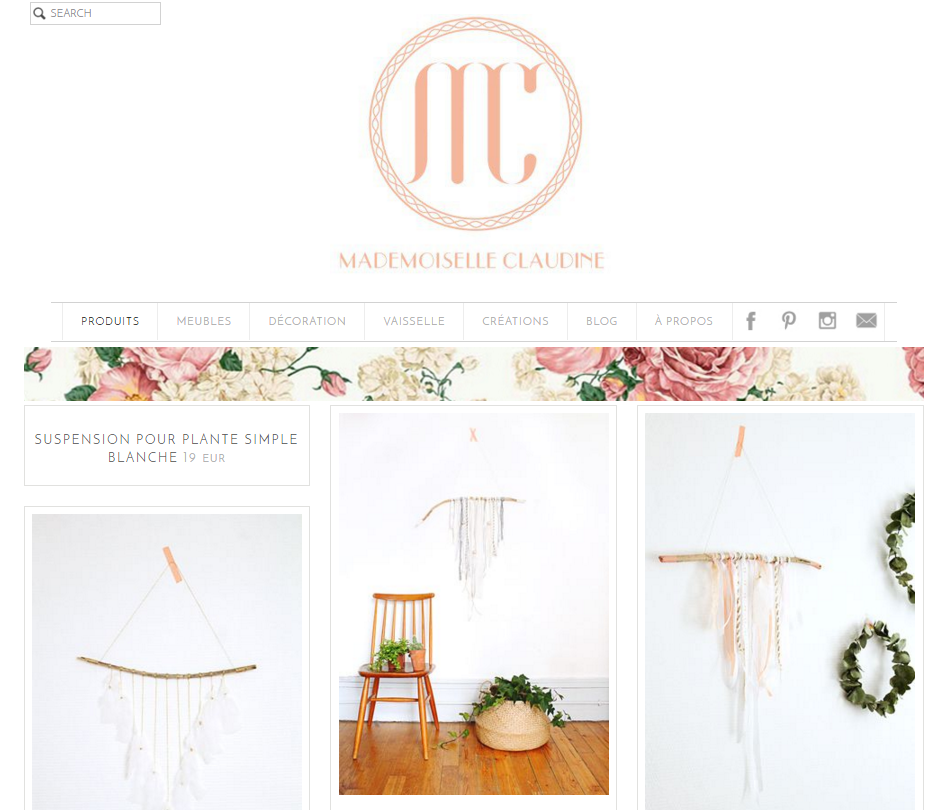 SEARCH
MC
MADEMOISELLE CLAUDINE
PRODUITS MEUBLES DÉCORATION VAISSELLE CRÉATIONS BLOG À PROPOS
SUSPENSION POUR PLANTE SIMPLE
BLANCHE 19 EUR